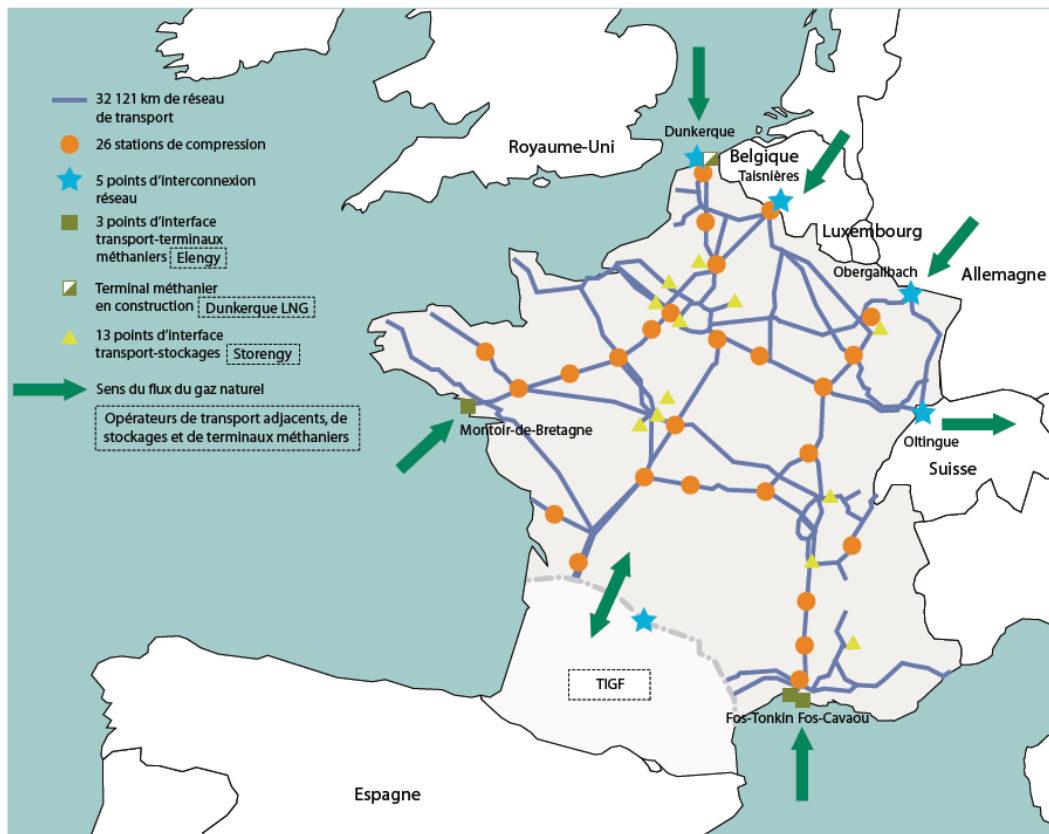 32 121 km de réseau
de transport
26 stations de compression
5 points d'interconnexion
réseau
3 points d'interface
transport-terminaux
méthaniers Elengy
Terminal méthanier
en construction Dunkerque LNG
13 points d'interface
transport-stockages Storengy
Sens du flux du gaz naturel
Opérateurs de transport adjacents, de
stockages et de terminaux méthaniers
Royaume-Uni
Dunkerque
Belgique
Taisnières
Luxembourg
Obergailbach
Allemagne
Montoir-de-Bretagne
Oltingue
Suisse
TIGF
Fos-Tonkin Fos-Cavaou
Espagne